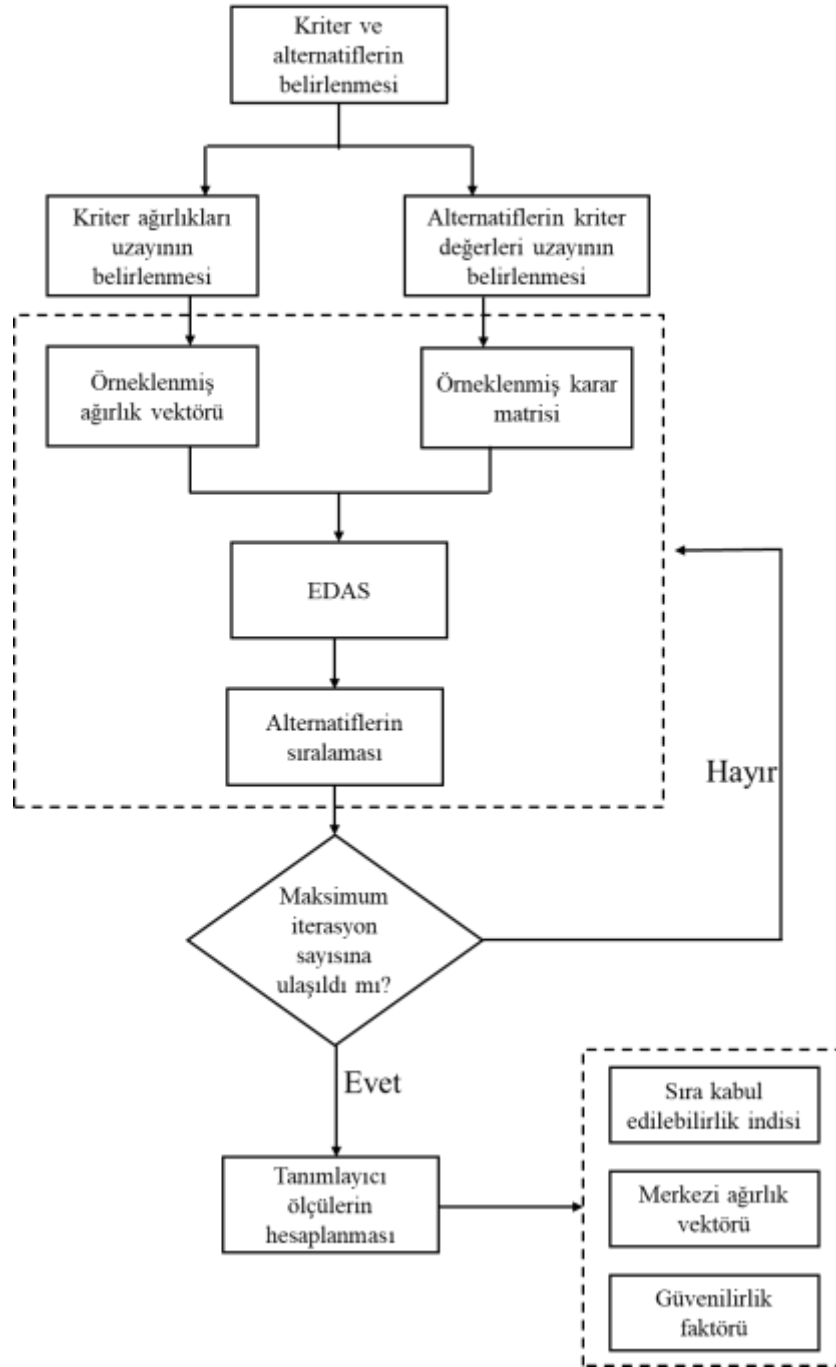 Kriter ve
alternatiflerin
belirlenmesi
Kriter ağırlıkları
uzayının
belirlenmesi
Alternatiflerin kriter
değerleri uzayının
belirlenmesi
Örneklenmiş
ağırlık vektörü
Örneklenmiş karar
matrisi
EDAS
Alternatiflerin
sıralaması
Hayır
Maksimum
iterasyon
sayısına
ulaşıldı mı?
Evet
Tanımlayıcı
ölçülerin
hesaplanması
Sıra kabul
edilebilirlik indisi
Merkezi ağırlık
vektörü
Güvenilirlik
faktörü